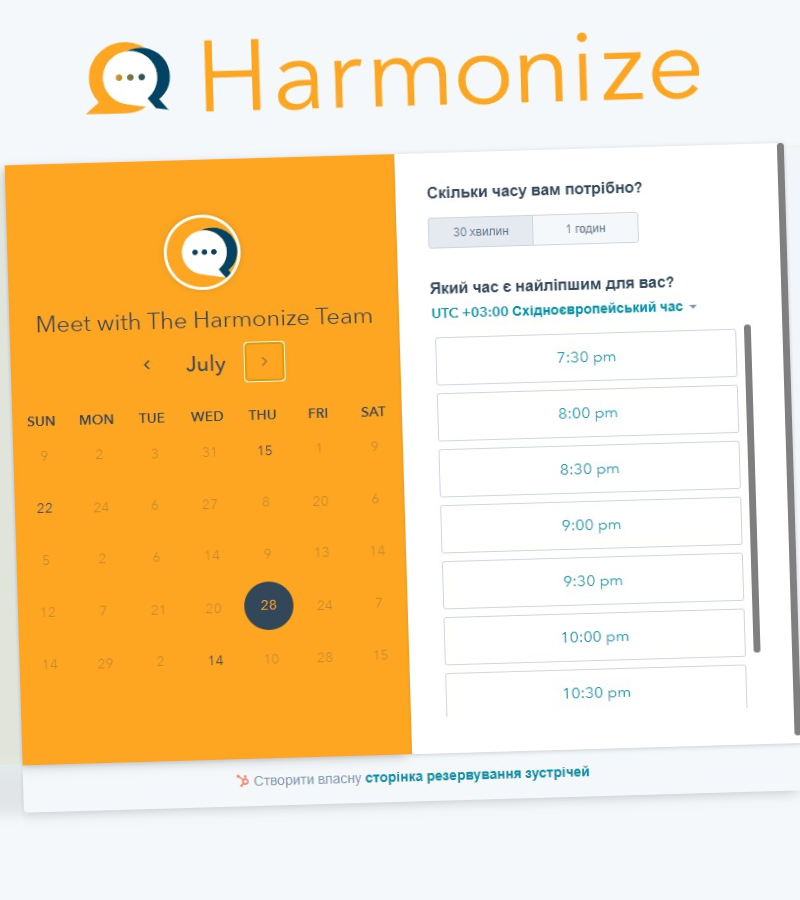 Harmonize
Meet with The Harmonize Team
July
SUN MON TUE WED THU FRI SAT
9 2 3 31 15 1 9
22 24 6 27 8 20 6
5 2 6 14 9 13 14
12 7 21 20 28 24 7
14 29 2 14 10 28 15
Скільки часу вам потрібно?
30 хвилин 1 годин
Який час є найліпшим для вас?
UTC +03:00 Східноєвропейський час
7:30 pm
8:00 pm
8:30 pm
9:00 pm
9:30 pm
10:00 pm
10:30 pm
Створити власну сторінка резервування зустрічей